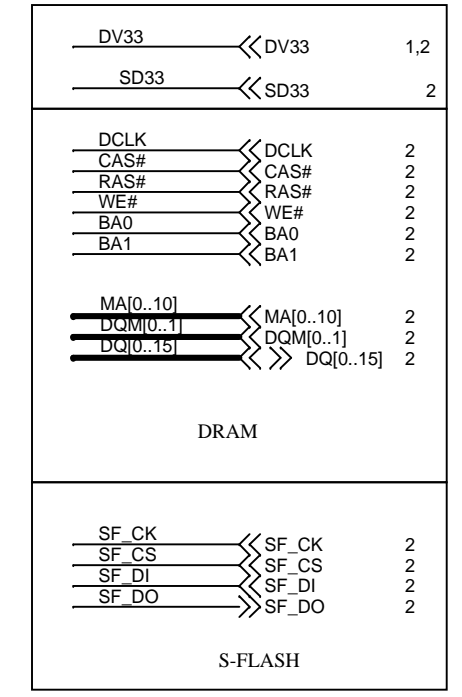 DV33 DV33 1,2
SD33 SD33 2
DCLK DCLK 2
CAS# CAS# 2
RAS# RAS# 2
WE# WE# 2
BA0 BA0 2
BA1 BA1 2
MA[0..10] MA[0..10] 2
DQM[0..1] DQM[0..1] 2
DQ[0..15] DQ[0..15] 2
DRAM
SF_CK SF_CK 2
SF_CS SF_CS 2
SF_DI SF_DI 2
SF_DO SF_DO 2
S-FLASH